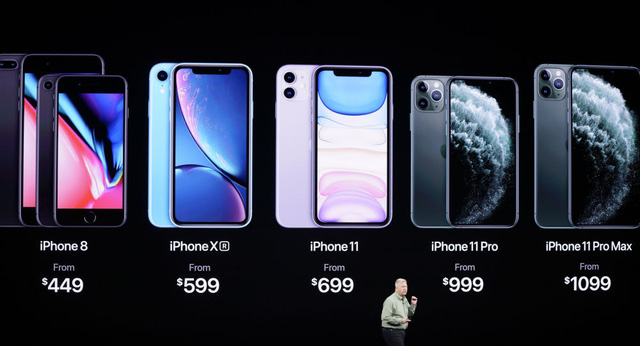 iPhone 8
From
$449
iPhone XR
From
$599
iPhone 11
From
$699
iPhone 11 Pro
From
$999
iPhone 11 Pro Max
From
$1099